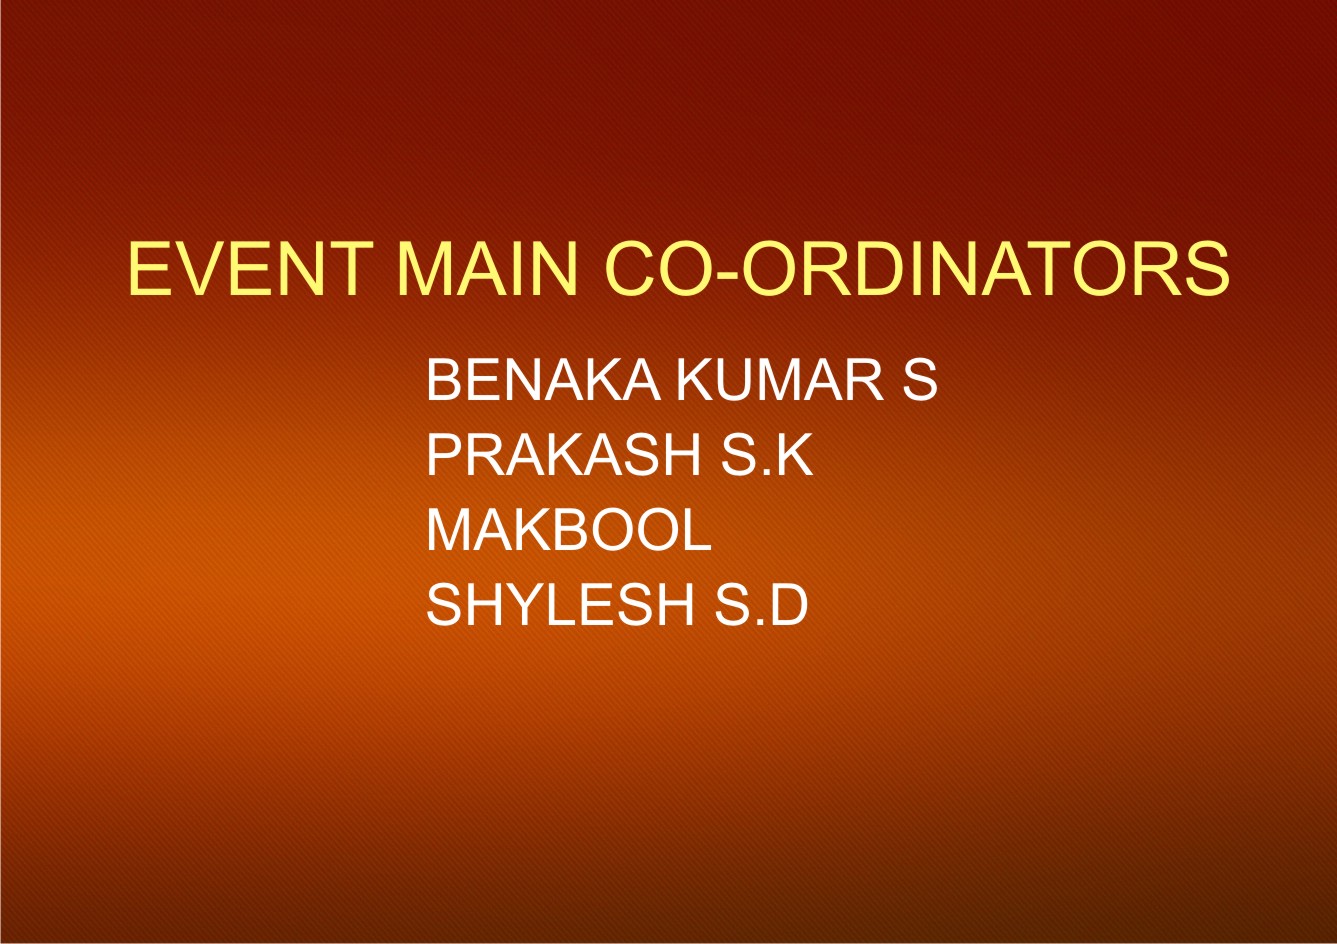 EVENT MAIN CO-ORDINATORS
BENAKA KUMAR S
PRAKASH S.K
MAKBOOL
SHYLESH S.D